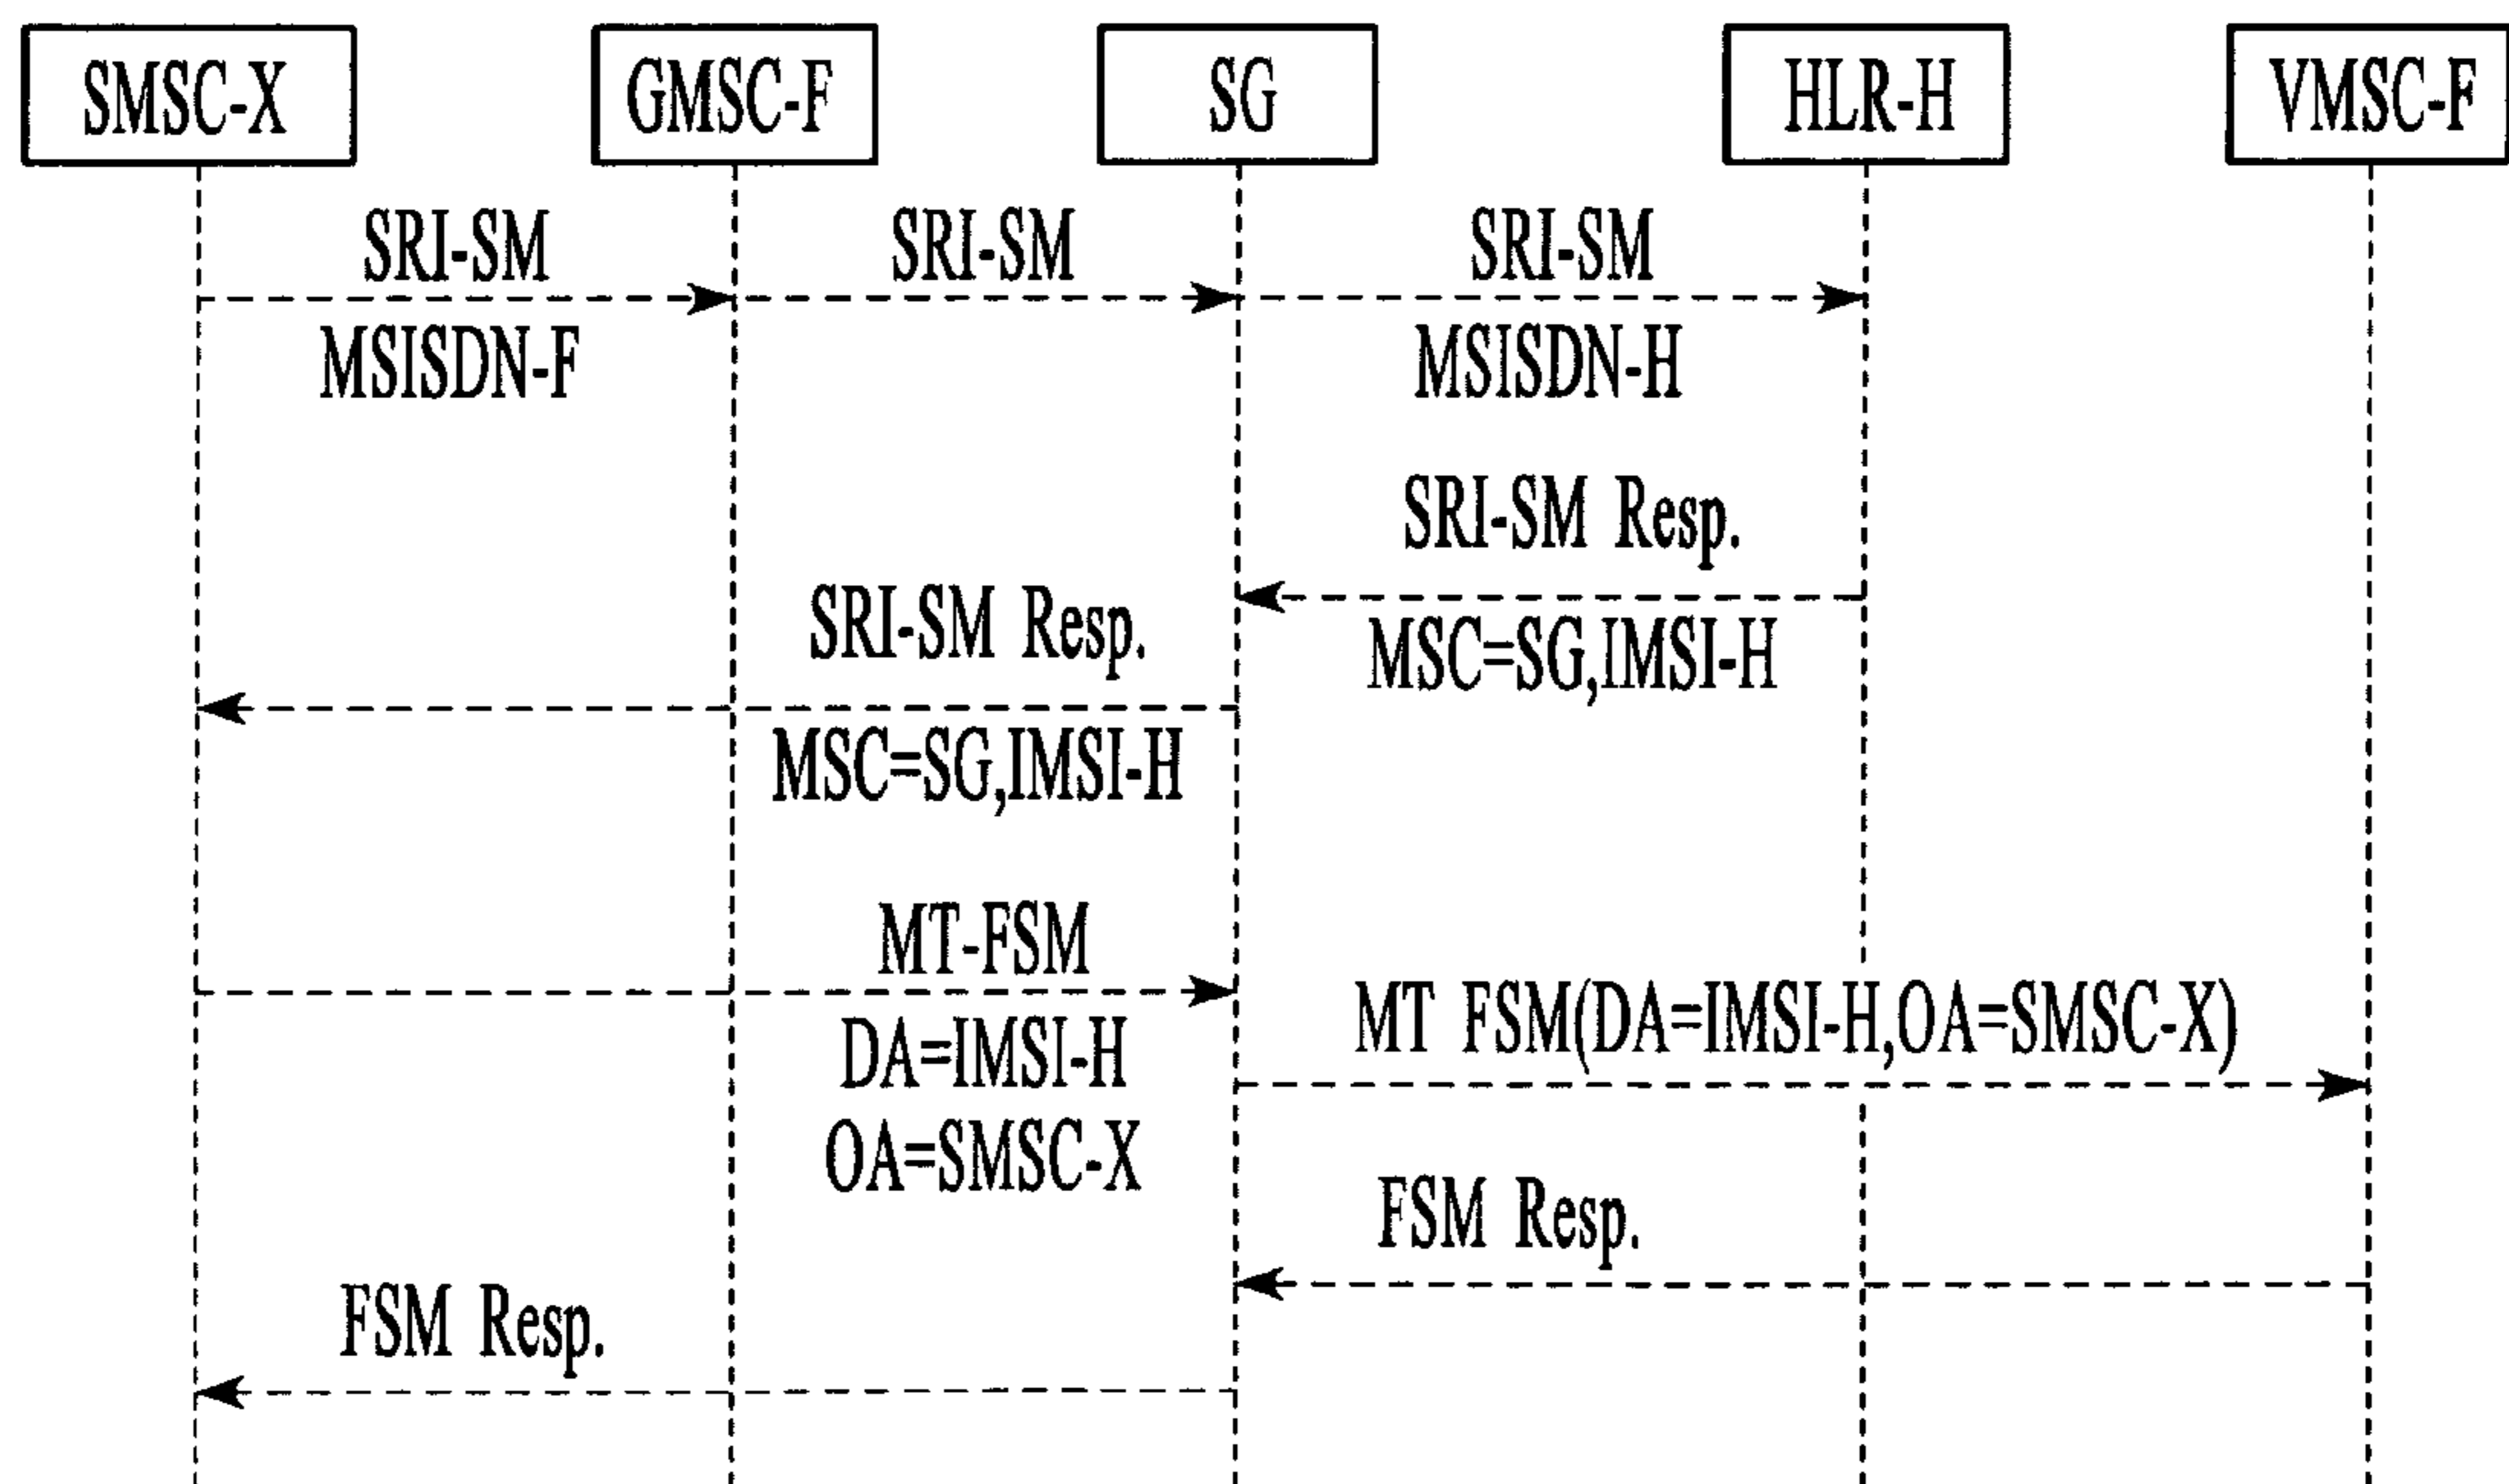 SMSC-X
GMSC-F
SG
HLR-H
VMSC-F
SRI-SM
SRI-SM
SRI-SM
MSISDN-F
MSISDN-H
SRI-SM Resp.
MSC=SG,IMSI-H
SRI-SM Resp.
MSC=SG,IMSI-H
MT-FSM
DA=IMSI-H
OA=SMSC-X
MT FSM(DA=IMSI-H,OA=SMSC-X)
FSM Resp.
FSM Resp.